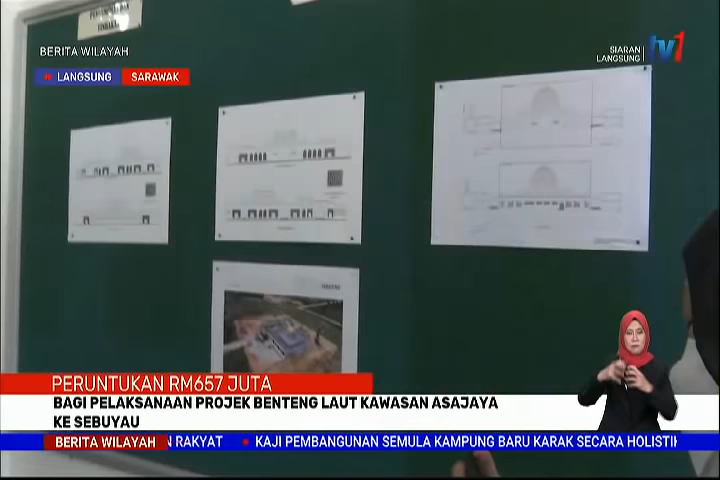 BERITA WILAYAH
LANGSUNG SARAWAK
SIARAN
LANGSUNG
tv1
PERUNTUKAN RM657 JUTA
BAGI PELAKSANAAN PROJEK BENTENG LAUT KAWASAN ASAJAYA
KE SEBUYAU
BERITA WILAYAH N RAKYAT KAJI PEMBANGUNAN SEMULA KAMPUNG BARU KARAK SECARA HOLISTIK